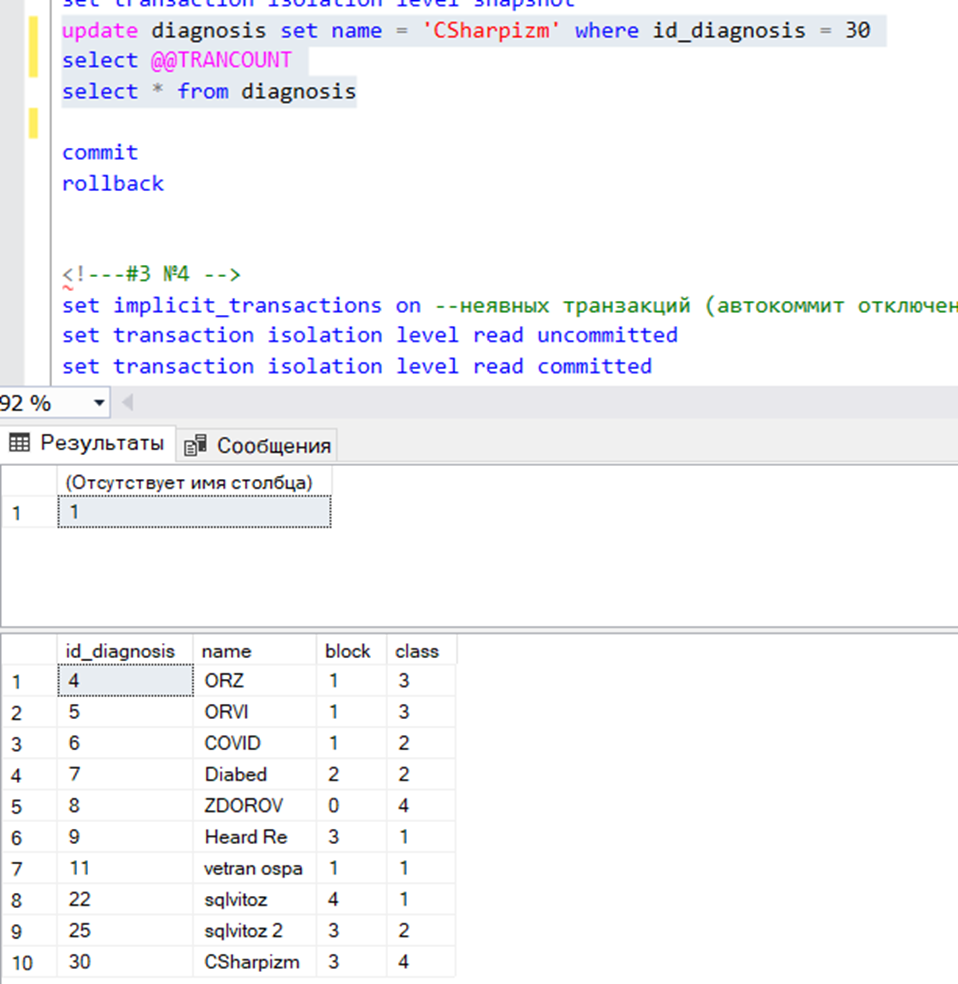 set transaction isolation level snapshot
update diagnosis set name = 'CSharpizm' where id_diagnosis = 30
select @@TRANCOUNT
select * from diagnosis
commit
rollback
<!---#3 №4 -->
set implicit_transactions on --неявных транзакций (автокоммит отключен
set transaction isolation level read uncommitted
set transaction isolation level read committed
92 %
Результаты Сообщения
(Отсутствует имя столбца)
1 1
id_diagnosis name block class
1 4 ORZ 1 3
2 5 ORVI 1 3
3 6 COVID 1 2
4 7 Diabed 2 2
5 8 ZDOROV 0 4
6 9 Heard Re 3 1
7 11 vetran ospa 1 1
8 22 sqlvitoz 4 1
9 25 sqlvitoz 2 3 2
10 30 CSharpizm 3 4